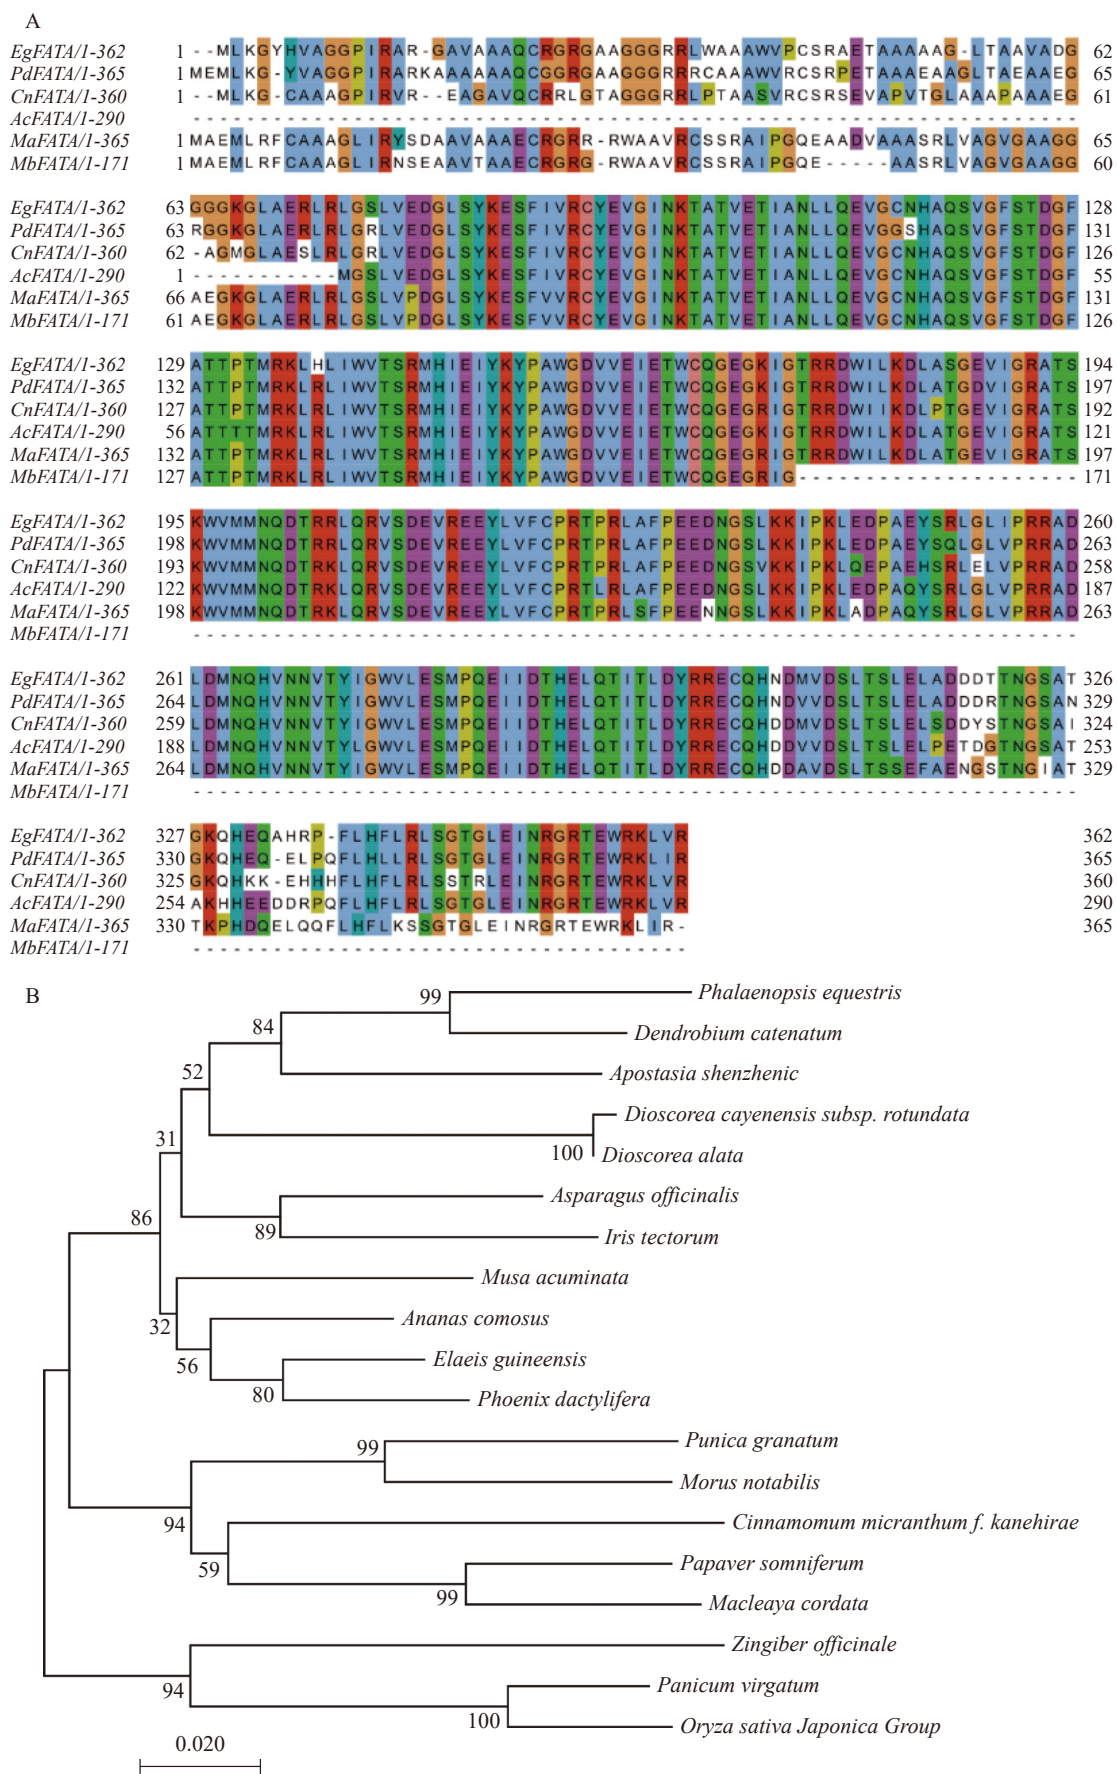 A
EgFATA/1-362 1 --MLKGYHVAGGPIRAR-GAVAAAQCRGRGAAGGGRRLWAAAWVPCSRAETAAAAAG-LTAAVADG 62
PdFATA/1-365 1 MEMLKG-YVAGGPIRARKAAAAAAQCGGRGAAGGGRRRCAAAWVRCSRPETAAAEAAGLTAEAAEG 65
CnFATA/1-360 1 --MLKG-CAAAGPIRVR--EAGAVQCRRLGTAGGGRRLPTAASVRCSRSEVAPVTGLAAAPAAAEG 61
AcFATA/1-290 ------------------------------------------------------------------
MaFATA/1-365 1 MAEMLRFCAAAGLIRYSDAAVAAAECRGRR-RWAAVRCSSRAIPGQEAADVAAASRLVAGVGAAGG 65
MbFATA/1-171 1 MAEMLRFCAAAGLIRNSEAAVTAAECRGRG-RWAAVRCSSRAIPGQE-----AASRLVAGVGAAGG 60
EgFATA/1-362 63 GGGKGLAERLRLGSLVEDGLSYKESFIVRCYEVGINKTATVETIANLLQEVGCNHAQSVGFSTDGF 128
PdFATA/1-365 63 RGGKGLAERLRLGRLVEDGLSYKESFIVRCYEVGINKTATVETIANLLQEVGGSHAQSVGFSTDGF 131
CnFATA/1-360 62 -AGMGLAESLRLGRLVEDGLSYKESFIVRCYEVGINKTATVETIANLLQEVGCNHAQSVGFSTDGF 126
AcFATA/1-290 1 -----------MGSLVEDGLSYKESFIVRCYEVGINKTATVETIANLLQEVGCNHAQSVGFSTDGF 55
MaFATA/1-365 66 AEGKGLAERLRLGSLVPDGLSYKESFVVRCYEVGINKTATVETIANLLQEVGCNHAQSVGFSTDGF 131
MbFATA/1-171 61 AEGKGLAERLRLGSLVPDGLSYKESFVVRCYEVGINKTATVETIANLLQEVGCNHAQSVGFSTDGF 126
EgFATA/1-362 129 ATTPTMRKLHLIWVTSRMHIEIYKYPAWGDVVEIETWCQGEGKIGTRRDWILKDLASGEVIGRATS 194
PdFATA/1-365 132 ATTPTMRKLRLIWVTSRMHIEIYKYPAWGDVVEIETWCQGEGRIGTRRDWILKDLATGDVIGRATS 197
CnFATA/1-360 127 ATTPTMRKLRLIWVTSRMHIEIYKYPAWGDVVEIETWCQGEGRIGTRRDWILKDLPTGEVIGRATS 192
AcFATA/1-290 56 ATTTTMRKLRLIWVTSRMHIEIYKYPAWGDVVEIETWCQGEGKIGTRRDWILKDLATGEVIGRATS 121
MaFATA/1-365 132 ATTPTMRKLRLIWVTSRMHIEIYKYPAWGDVVEIETWCQGEGRIGTRRDWILKDLATGEVIGRATS 197
MbFATA/1-171 127 ATTPTMRKLRLIWVTSRMHIEIYKYPAWGDVVEIETWCQGEGRIG--------------------- 171
EgFATA/1-362 195 KWVMMNQDTRRLQRVSDEVREEYLVFCPRTPRLAFPEEDNGSLKKIPKLEDPAEYSRLGLIPRRAD 260
PdFATA/1-365 198 KWVMMNQDTRRLQRVSDEVREEYLVFCPRTPRLAFPEEDNGSLKKIPKLEDPAEYSQLGLVPRRAD 263
CnFATA/1-360 193 KWVMMNQDTRKLQRVSDEVREEYLVFCPRTPRLAFPEEDNGSVKKIPKLQEPAEHSRLELVPRRAD 258
AcFATA/1-290 122 KWVMMNQDTRKLQRVSDEVREEYLVFCPRTLRLAFPEEDNGSLKKIPKLEDPAEYSRLGLVPRRAD 187
MaFATA/1-365 198 KWVMMNQDTRKLQRVSDEVREEYLVFCPRTPRLSFPEENNGSLKKIPKLADPAQYSRLGLVPRRAD 263
MbFATA/1-171 ------------------------------------------------------------------
EgFATA/1-362 261 LDMNQHVNNVTYIGWVLESMPQEIIDTHELQTITLDYRRECQHNDMVDSLTSLELADDDTTNGSAT 326
PdFATA/1-365 264 LDMNQHVNNVTYIGWVLESMPQEIIDTHELQTITLDYRRECQHNDVVDSLTSLELADDDRTNGSAN 329
CnFATA/1-360 259 LDMNQHVNNVTYIGWVLESMPQEIIDTHELQTITLDYRRECQHDDMVDSLTSLELSDDYSTNGSAI 324
AcFATA/1-290 188 LDMNQHVNNVTYLGWVLESMPQEIIDTHELQTITLDYRRECQHDDVVDSLTSLELPETDGTNGSAT 253
MaFATA/1-365 264 LDMNQHVNNVTYIGWVLESMPQEIIDTHELQTITLDYRRECQHDDAVDSLTSSEFAENGSTNGIAT 329
MbFATA/1-171 ------------------------------------------------------------------
EgFATA/1-362 327 GKQHEQAHRP-FLHFLRLSGTGLEINRGRTEWRKLVR 362
PdFATA/1-365 330 GKQHEQ-ELPQFLHLLRLSGTGLEINRGRTEWRKLIR 365
CnFATA/1-360 325 GKQHKK-EHHHFLHFLRLSSTRLEINRGRTEWRKLVR 360
AcFATA/1-290 254 AKHHEEDDRPQFLHFLRLSGTGLEINRGRTEWRKLVR 290
MaFATA/1-365 330 TKPHDQELQQFLHFLKSSGTGLEINRGRTEWRKLIR- 365
MbFATA/1-171 -------------------------------------
B
99 Phalaenopsis equestris
84 Dendrobium catenatum
Apostasia shenzhenic
52
Dioscorea cayenensis subsp. rotundata
31
100 Dioscorea alata
Asparagus officinalis
86
89 Iris tectorum
Musa acuminata
32 Ananas comosus
56 Elaeis guineensis
80 Phoenix dactylifera
99 Punica granatum
Morus notabilis
94 Cinnamomum micranthum f. kanehirae
59 Papaver somniferum
99 Macleaya cordata
Zingiber officinale
94 Panicum virgatum
100 Oryza sativa Japonica Group
0.020